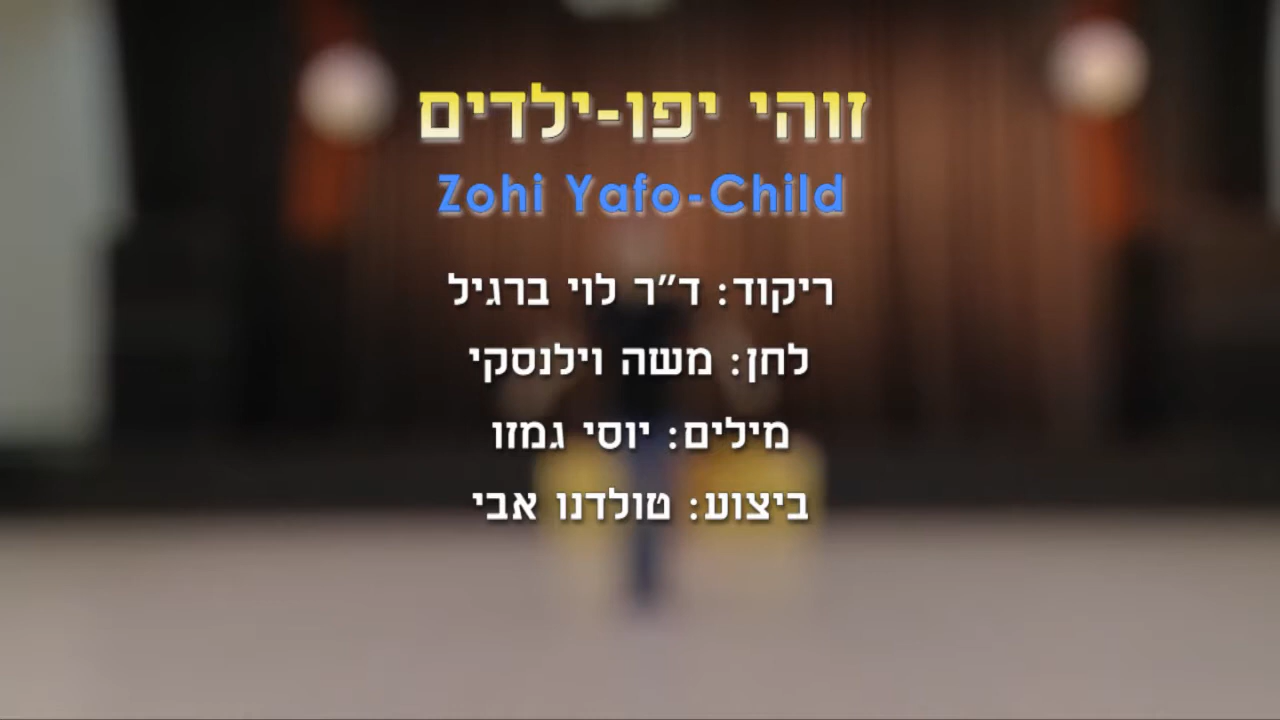 זוהי יפו-ילדים
Zohi Yafo-Child
ריקוד: ד"ר לוי ברגיל
לחן: משה וילנסקי
מילים: יוסי גמזו
ביצוע: טולדנו אבי